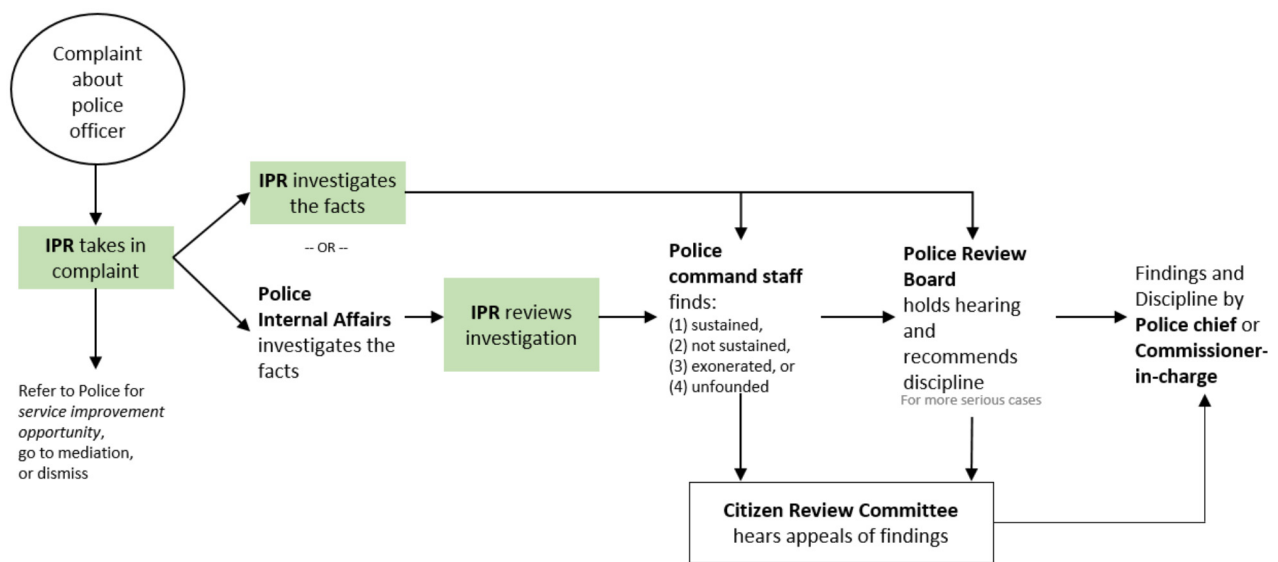 Complaint
about
police
officer
IPR takes in
complaint
Refer to Police for
service improvement
opportunity,
go to mediation,
or dismiss
IPR investigates
the facts
-- OR --
Police
Internal Affairs
investigates the
facts
IPR reviews
investigation
Police
command staff
finds:
(1) sustained,
(2) not sustained,
(3) exonerated, or
(4) unfounded
Police Review
Board
holds hearing
and
recommends
discipline
For more serious cases
Findings and
Discipline by
Police chief or
Commissioner-
in-charge
Citizen Review Committee
hears appeals of findings